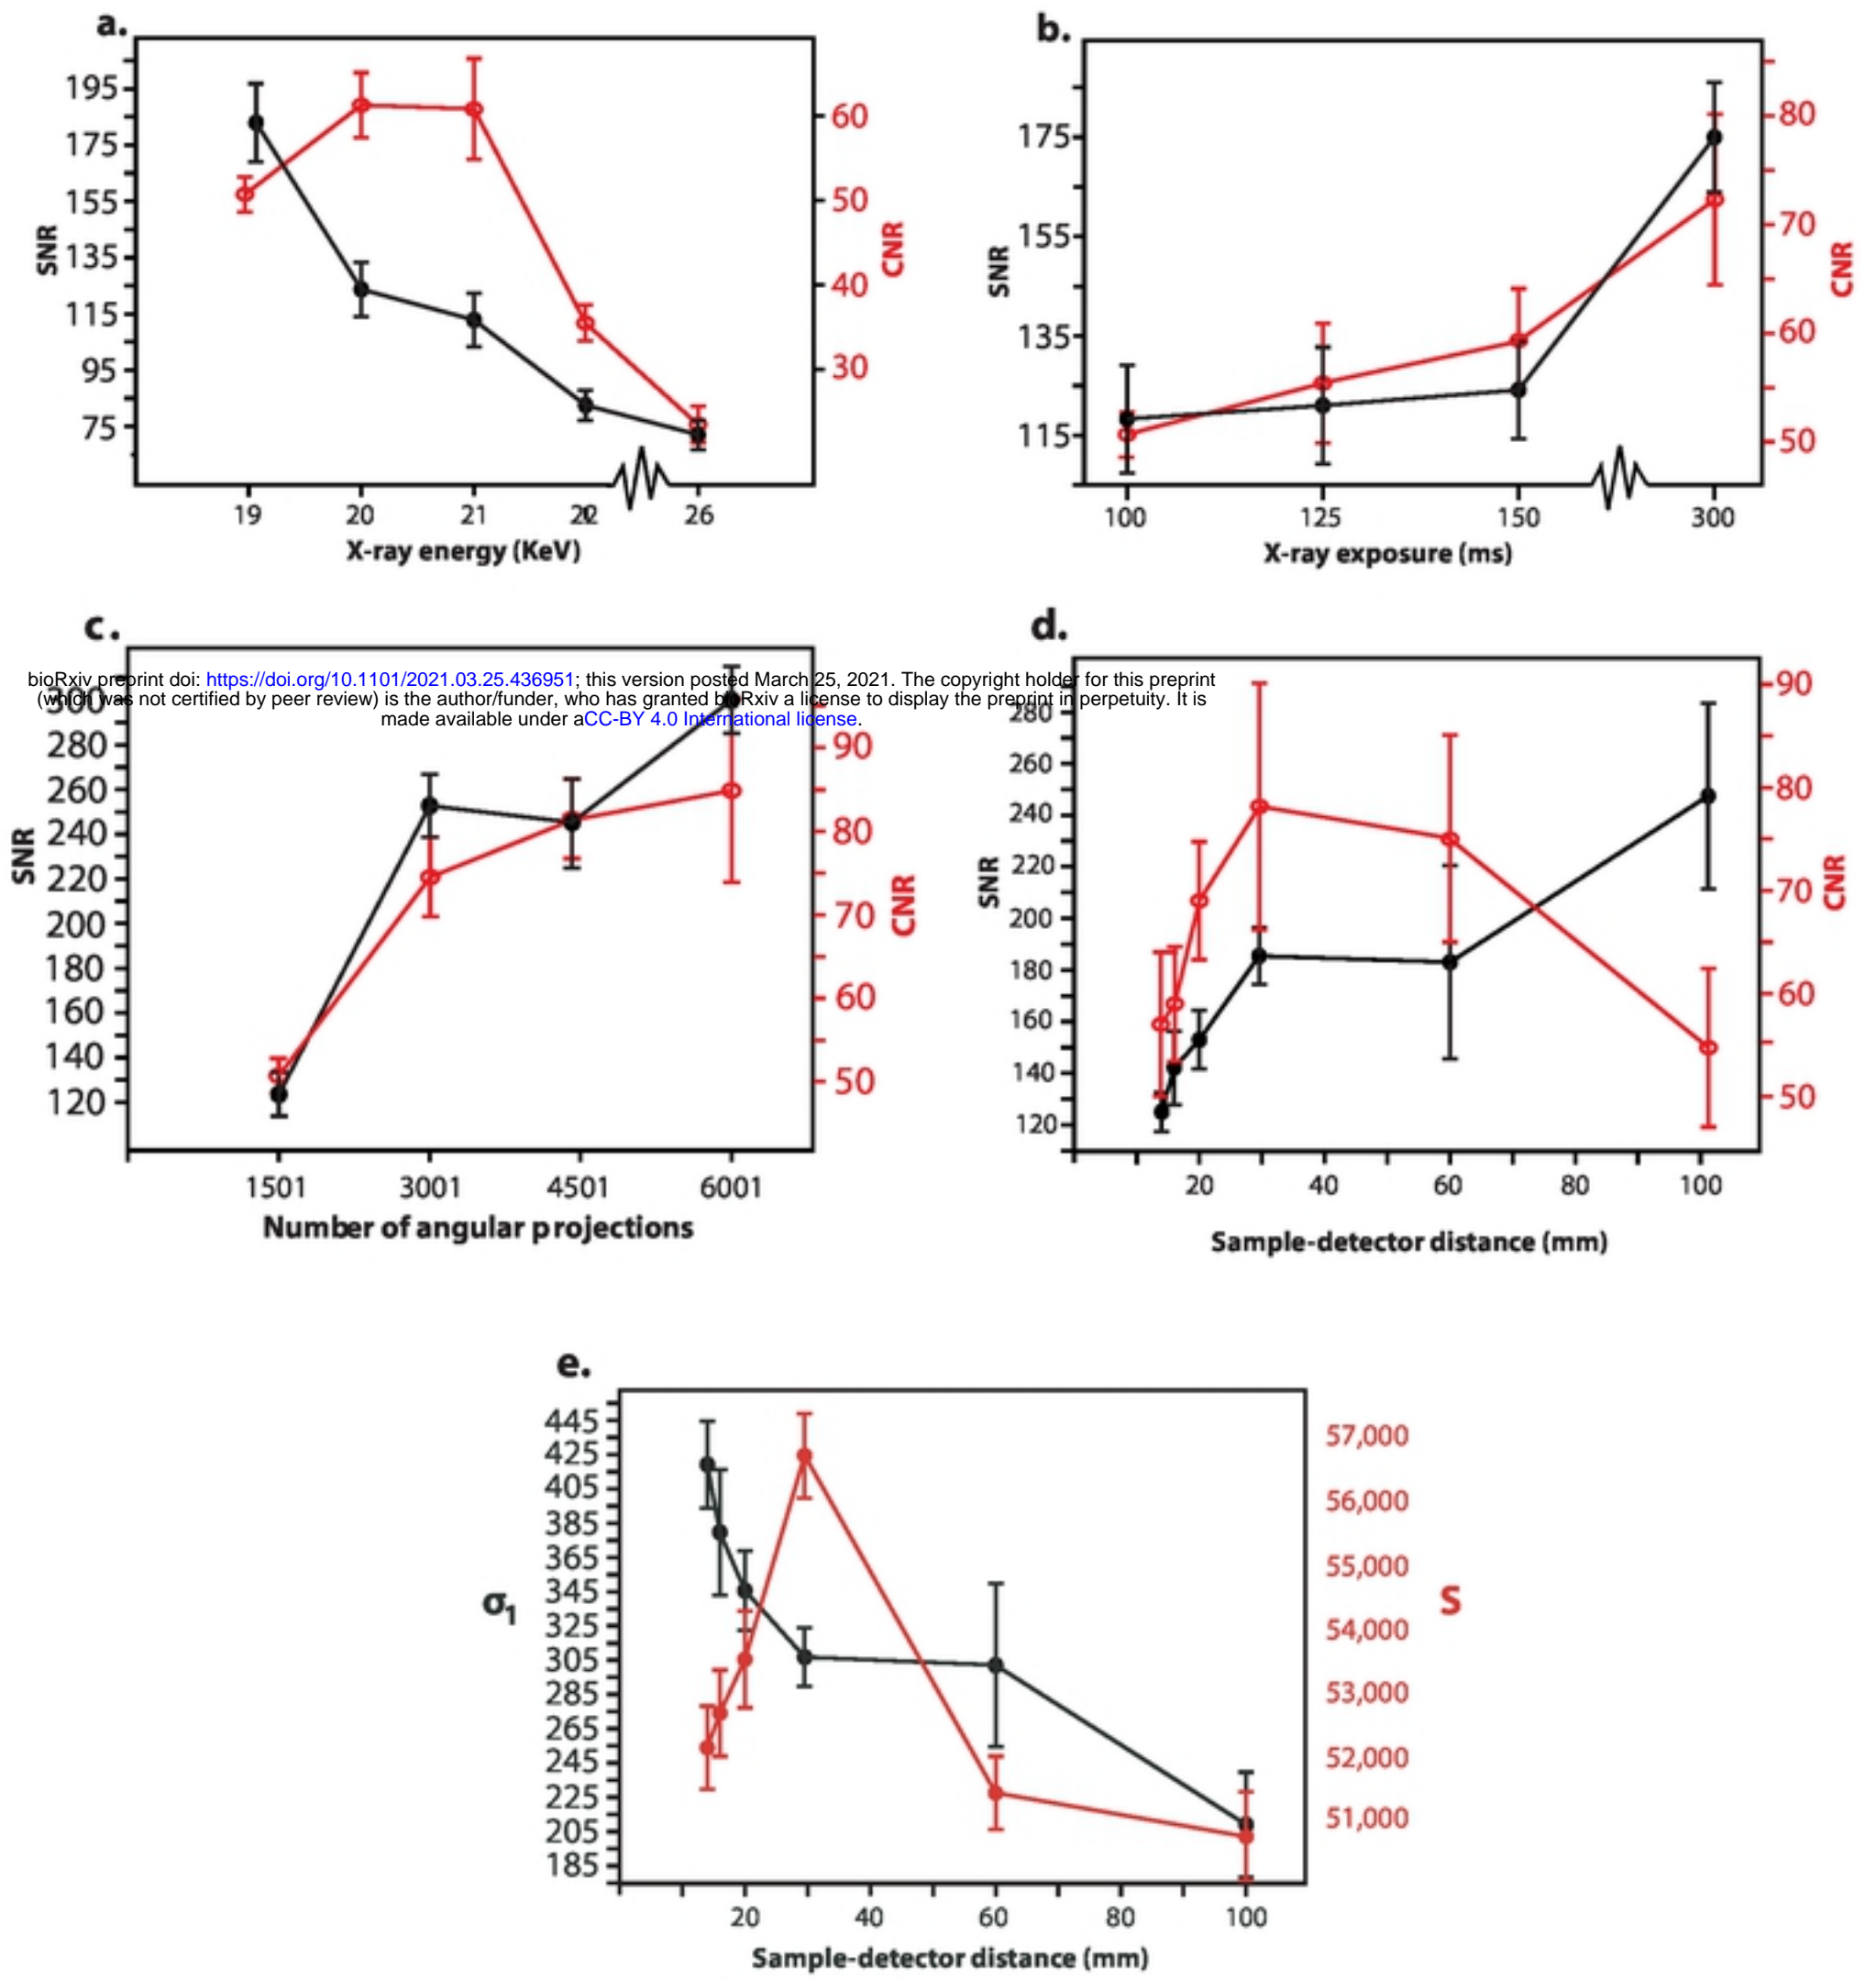 a.
195
175
155
135
115
95
75
SNR
60
50
40
30
CNR
19 20 21 22 26
X-ray energy (KeV)
b.
175
155
135
115
SNR
80
70
60
50
CNR
100 125 150 300
X-ray exposure (ms)
bioRxiv preprint doi: https://doi.org/10.1101/2021.03.25.436951; this version posted March 25, 2021. The copyright holder for this preprint
(which was not certified by peer review) is the author/funder, who has granted bioRxiv a license to display the preprint in perpetuity. It is
made available under aCC-BY 4.0 International license.
c.
300
280
260
240
220
200
180
160
140
120
SNR
90
80
70
60
50
CNR
1501 3001 4501 6001
Number of angular projections
d.
280
260
240
220
200
180
160
140
120
SNR
90
80
70
60
50
CNR
20 40 60 80 100
Sample-detector distance (mm)
e.
445
425
405
385
365
345
325
305
285
265
245
225
205
185
σ1
57,000
56,000
55,000
54,000
53,000
52,000
51,000
S
20 40 60 80 100
Sample-detector distance (mm)